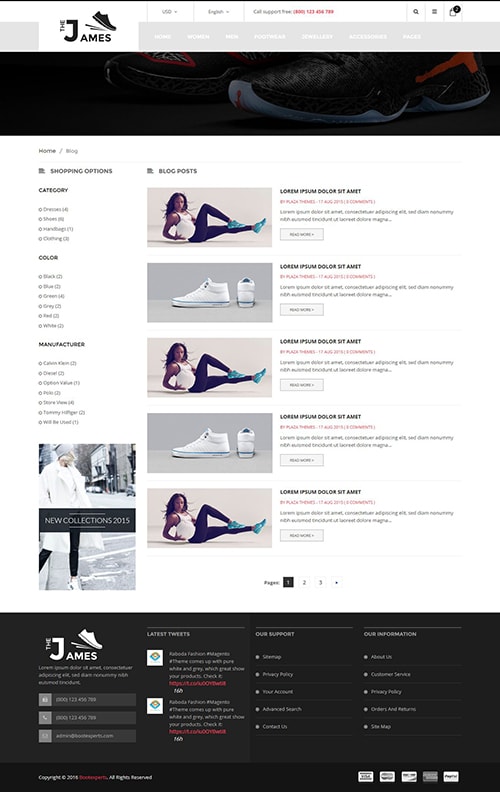 USD
English
Call support free: (800) 123 456 789
2
THE JAMES
HOME WOMEN MEN FOOTWEAR JEWELLERY ACCESSORIES PAGES
Home / Blog
SHOPPING OPTIONS
CATEGORY
Dresses (4)
Shoes (6)
Handbags (1)
Clothing (3)
COLOR
Black (2)
Blue (2)
Green (4)
Grey (2)
Red (2)
White (2)
MANUFACTURER
Calvin Klein (2)
Diesel (2)
Option Value (1)
Polo (2)
Store View (4)
Tommy Hilfiger (2)
Will Be Used (1)
NEW COLLECTIONS 2015
BLOG POSTS
LOREM IPSUM DOLOR SIT AMET
BY PLAZA THEMES - 17 AUG 2015 ( 0 COMMENTS )
Lorem ipsum dolor sit amet, consectetuer adipiscing elit, sed diam nonummy
nibh euismod tincidunt ut laoreet dolore magna...
READ MORE >
LOREM IPSUM DOLOR SIT AMET
BY PLAZA THEMES - 17 AUG 2015 ( 0 COMMENTS )
Lorem ipsum dolor sit amet, consectetuer adipiscing elit, sed diam nonummy
nibh euismod tincidunt ut laoreet dolore magna...
READ MORE >
LOREM IPSUM DOLOR SIT AMET
BY PLAZA THEMES - 17 AUG 2015 ( 0 COMMENTS )
Lorem ipsum dolor sit amet, consectetuer adipiscing elit, sed diam nonummy
nibh euismod tincidunt ut laoreet dolore magna...
READ MORE >
LOREM IPSUM DOLOR SIT AMET
BY PLAZA THEMES - 17 AUG 2015 ( 0 COMMENTS )
Lorem ipsum dolor sit amet, consectetuer adipiscing elit, sed diam nonummy
nibh euismod tincidunt ut laoreet dolore magna...
READ MORE >
LOREM IPSUM DOLOR SIT AMET
BY PLAZA THEMES - 17 AUG 2015 ( 0 COMMENTS )
Lorem ipsum dolor sit amet, consectetuer adipiscing elit, sed diam nonummy
nibh euismod tincidunt ut laoreet dolore magna...
READ MORE >
Pages: 1 2 3
THE JAMES
Lorem ipsum dolor sit amet, consectetuer
adipiscing elit, sed diam nonummy.
(800) 123 456 789
(800) 123 456 789
admin@bootexperts.com
LATEST TWEETS
Raboda Fashion #Magento
#Theme comes up with pure
white and grey, which great show
your products. Check it:
16h
Raboda Fashion #Magento
#Theme comes up with pure
white and grey, which great show
your products. Check it:
16h
OUR SUPPORT
Sitemap
Privacy Policy
Your Account
Advanced Search
Contact Us
OUR INFORMATION
About Us
Customer Service
Privacy Policy
Orders And Returns
Site Map
Copyright © 2016 Bootexperts. All Rights Reserved